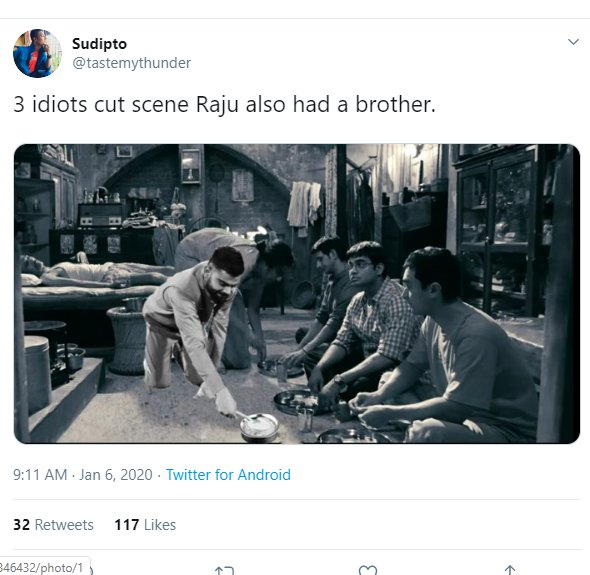 Sudipto
@tastemythunder
3 idiots cut scene Raju also had a brother.
9:11 AM · Jan 6, 2020 · Twitter for Android
32 Retweets 117 Likes
346432/photo/1